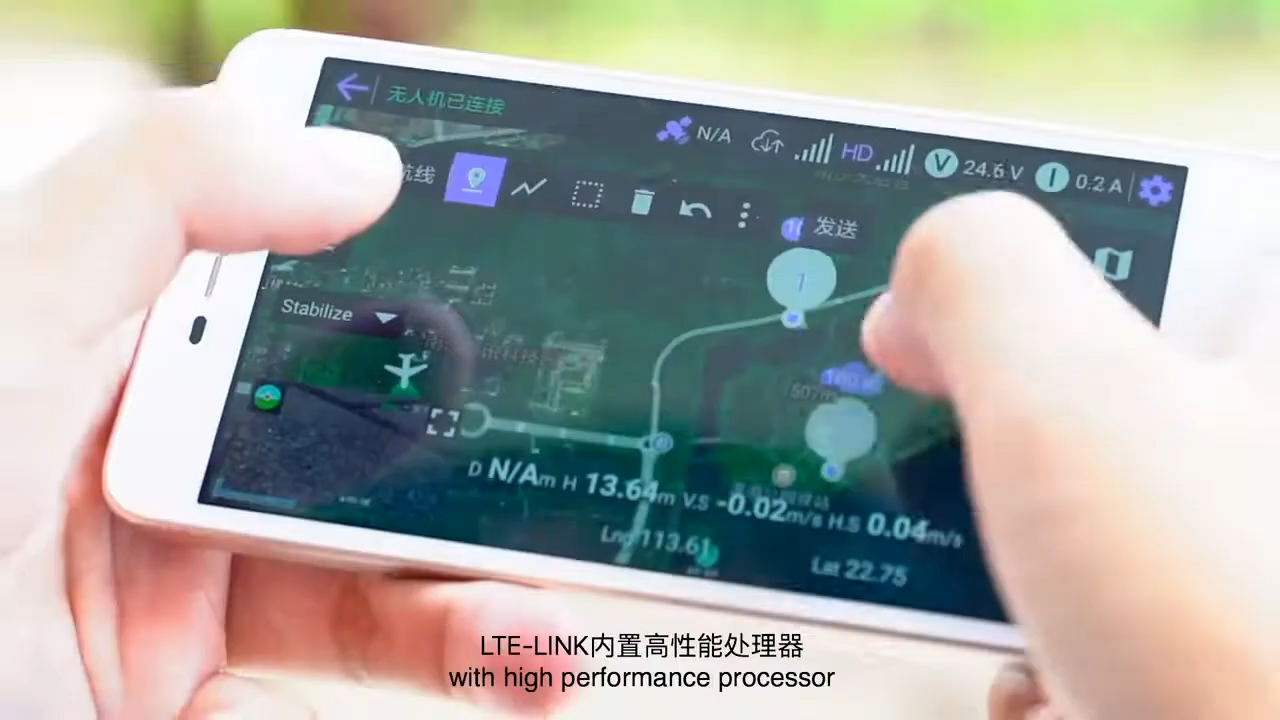 无人机已连接
N/A
HD
V 24.6 V
I 0.2 A
航线
发送
1
Stabilize
507m
D N/Am H 13.64m V.S -0.02m/s H.S 0.04m/s
Lng 113.61
Lat 22.75
LTE-LINK内置高性能处理器
with high performance processor